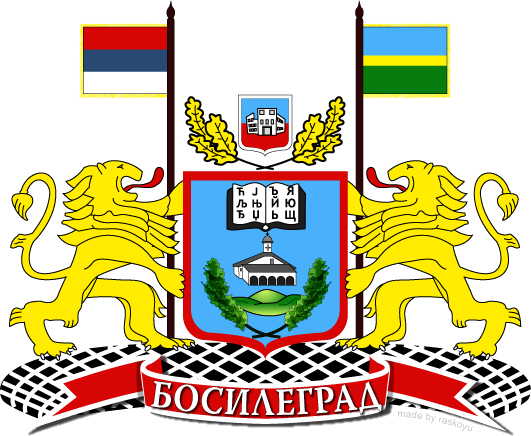 Ћ Ј Ъ Я
Љ Њ Й Ю
Ђ Џ Ь Щ
БОСИЛЕГРАД
made by raskoyu